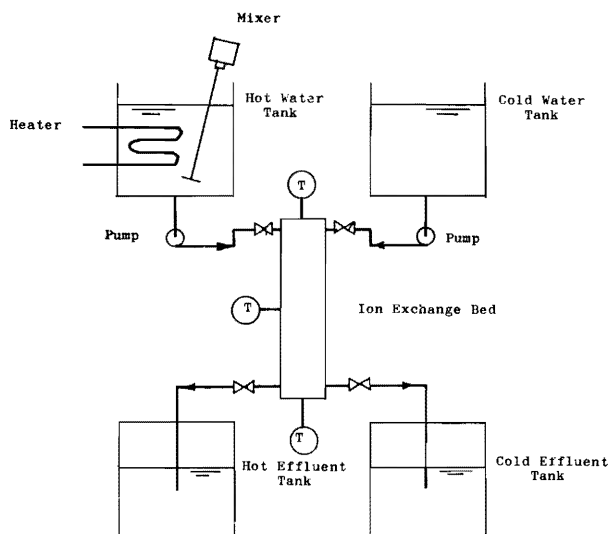 Mixer
Hot Water
Tank
Cold Water
Tank
Heater
T
Pump
Pump
T
Ion Exchange Bed
T
Hot Effluent
Tank
Cold Effluent
Tank